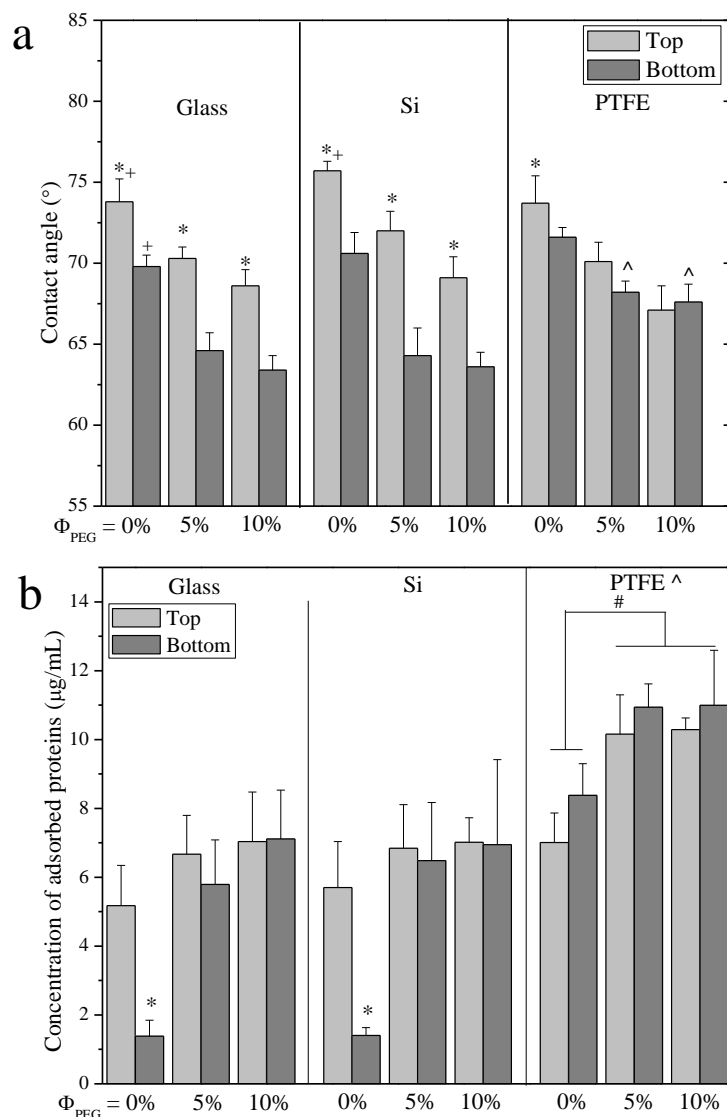 a
85
80
75
70
65
60
55
Contact angle (°)
Top
Bottom
Glass
Si
PTFE
*+
+
*
*
*+
*
*
*
^
^
Φ_PEG = 0%
5%
10%
0%
5%
10%
0%
5%
10%
b
14
12
10
8
6
4
2
0
Concentration of adsorbed proteins (μg/mL)
Glass
Si
PTFE ^
Top
Bottom
#
*
*
Φ_PEG = 0%
5%
10%
0%
5%
10%
0%
5%
10%